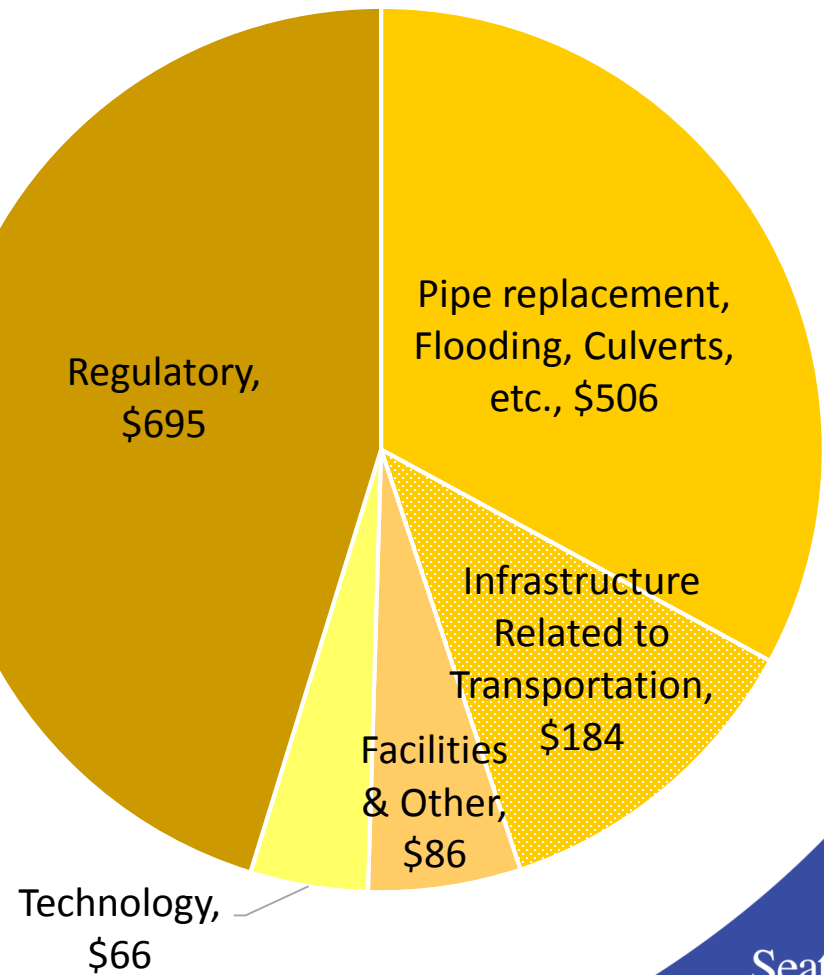 Pipe replacement,
Flooding, Culverts,
etc., $506
Regulatory,
$695
Infrastructure
Related to
Transportation,
$184
Facilities
& Other,
$86
Technology,
$66